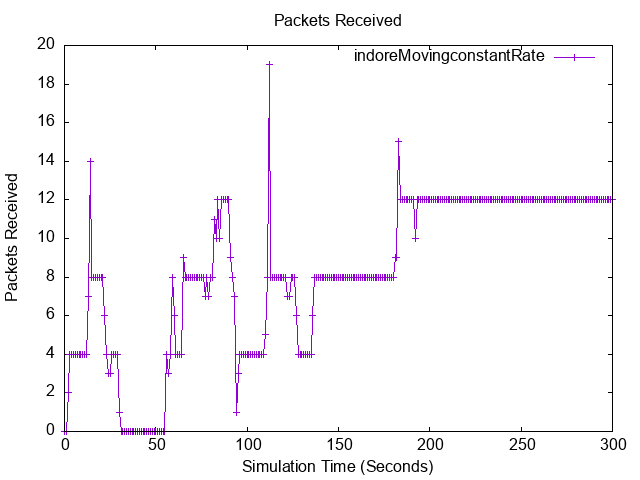 Packets Received
indoreMovingconstantRate
20
18
16
14
12
10
8
6
4
2
0
Packets Received
0 50 100 150 200 250 300
Simulation Time (Seconds)